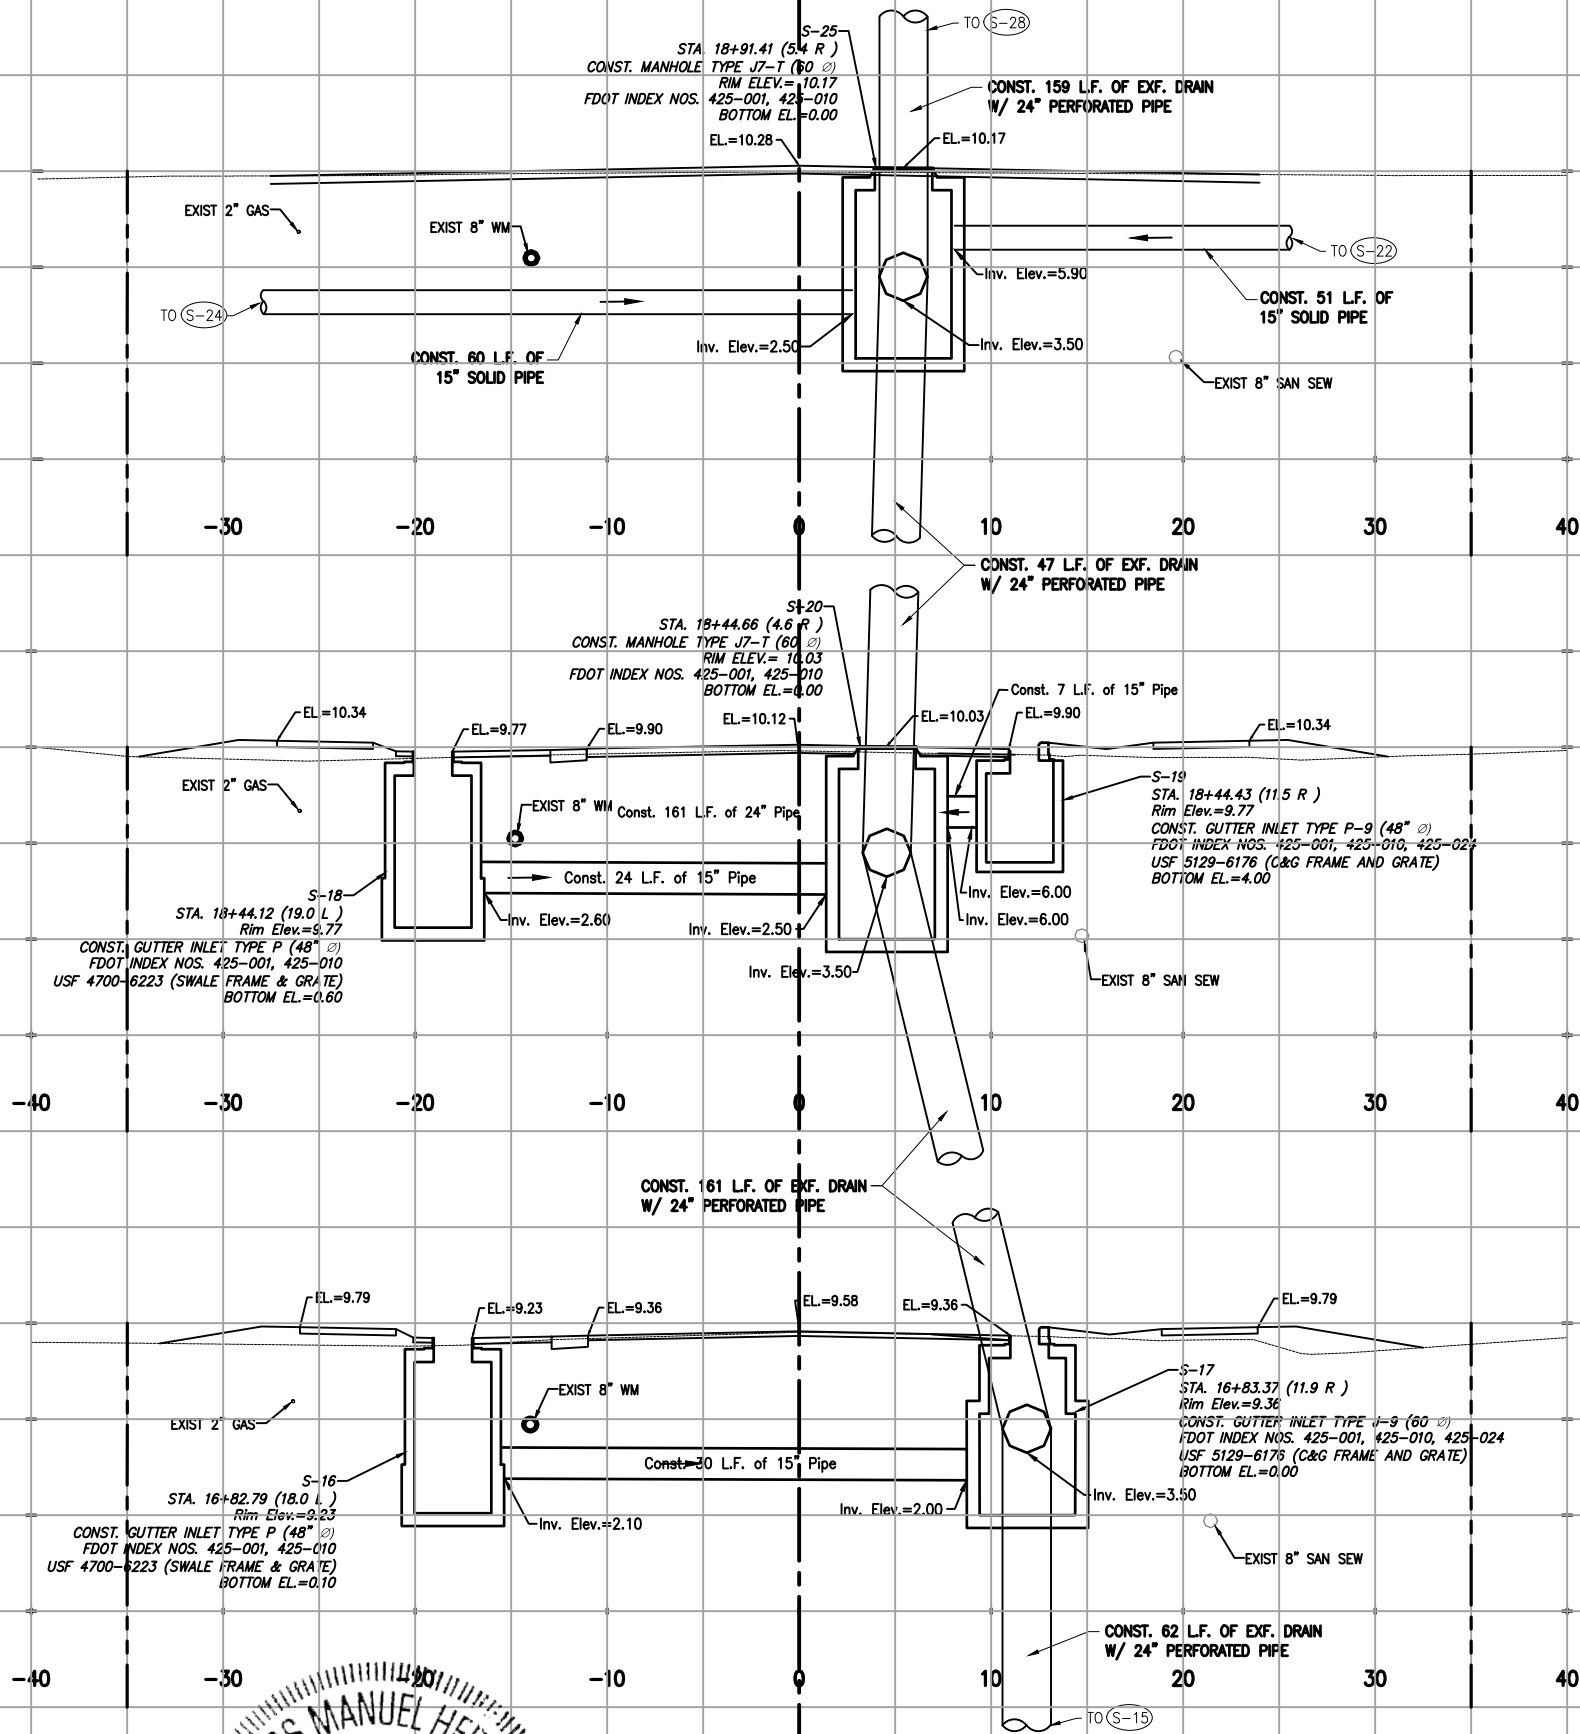 TO S-28
S-25
STA. 18+91.41 (5.4 R )
CONST. MANHOLE TYPE J7-T (60 Ø)
RIM ELEV.= 10.17
FDOT INDEX NOS. 425-001, 425-010
BOTTOM EL.=0.00
CONST. 159 L.F. OF EXF. DRAIN
W/ 24" PERFORATED PIPE
EL.=10.28
EL.=10.17
EXIST 2" GAS
EXIST 8" WM
TO S-22
Inv. Elev.=5.90
CONST. 51 L.F. OF
15" SOLID PIPE
TO S-24
Inv. Elev.=2.50
Inv. Elev.=3.50
CONST. 60 L.F. OF
15" SOLID PIPE
EXIST 8" SAN SEW
-30 -20 -10 0 10 20 30 40
CONST. 47 L.F. OF EXF. DRAIN
W/ 24" PERFORATED PIPE
S-20
STA. 18+44.66 (4.6 R )
CONST. MANHOLE TYPE J7-T (60 Ø)
RIM ELEV.= 10.03
FDOT INDEX NOS. 425-001, 425-010
BOTTOM EL.=0.00
Const. 7 L.F. of 15" Pipe
EL.=10.34
EL.=9.77
EL.=9.90
EL.=10.12
EL.=10.03
EL.=9.90
EL.=10.34
EXIST 2" GAS
EXIST 8" WM
Const. 161 L.F. of 24" Pipe
S-19
STA. 18+44.43 (11.5 R )
Rim Elev.=9.77
CONST. GUTTER INLET TYPE P-9 (48" Ø)
FDOT INDEX NOS. 425-001, 425-010, 425-024
USF 5129-6176 (C&G FRAME AND GRATE)
BOTTOM EL.=4.00
Const. 24 L.F. of 15" Pipe
S-18
STA. 18+44.12 (19.0 L )
Rim Elev.=9.77
CONST. GUTTER INLET TYPE P (48" Ø)
FDOT INDEX NOS. 425-001, 425-010
USF 4700-6223 (SWALE FRAME & GRATE)
BOTTOM EL.=0.60
Inv. Elev.=2.60
Inv. Elev.=2.50
Inv. Elev.=6.00
Inv. Elev.=6.00
Inv. Elev.=3.50
EXIST 8" SAN SEW
-40 -30 -20 -10 0 10 20 30 40
CONST. 161 L.F. OF EXF. DRAIN
W/ 24" PERFORATED PIPE
EL.=9.79
EL.=9.23
EL.=9.36
EL.=9.58
EL.=9.36
EL.=9.79
EXIST 8" WM
EXIST 2" GAS
S-17
STA. 16+83.37 (11.9 R )
Rim Elev.=9.36
CONST. GUTTER INLET TYPE J-9 (60 Ø)
FDOT INDEX NOS. 425-001, 425-010, 425-024
USF 5129-6176 (C&G FRAME AND GRATE)
BOTTOM EL.=0.00
Const. 30 L.F. of 15" Pipe
S-16
STA. 16+82.79 (18.0 L )
Rim Elev.=9.23
CONST. GUTTER INLET TYPE P (48" Ø)
FDOT INDEX NOS. 425-001, 425-010
USF 4700-6223 (SWALE FRAME & GRATE)
BOTTOM EL.=0.10
Inv. Elev.=2.10
Inv. Elev.=2.00
Inv. Elev.=3.50
EXIST 8" SAN SEW
CONST. 62 L.F. OF EXF. DRAIN
W/ 24" PERFORATED PIPE
-40 -30 -20 -10 0 10 20 30 40
MANUEL
TO S-15